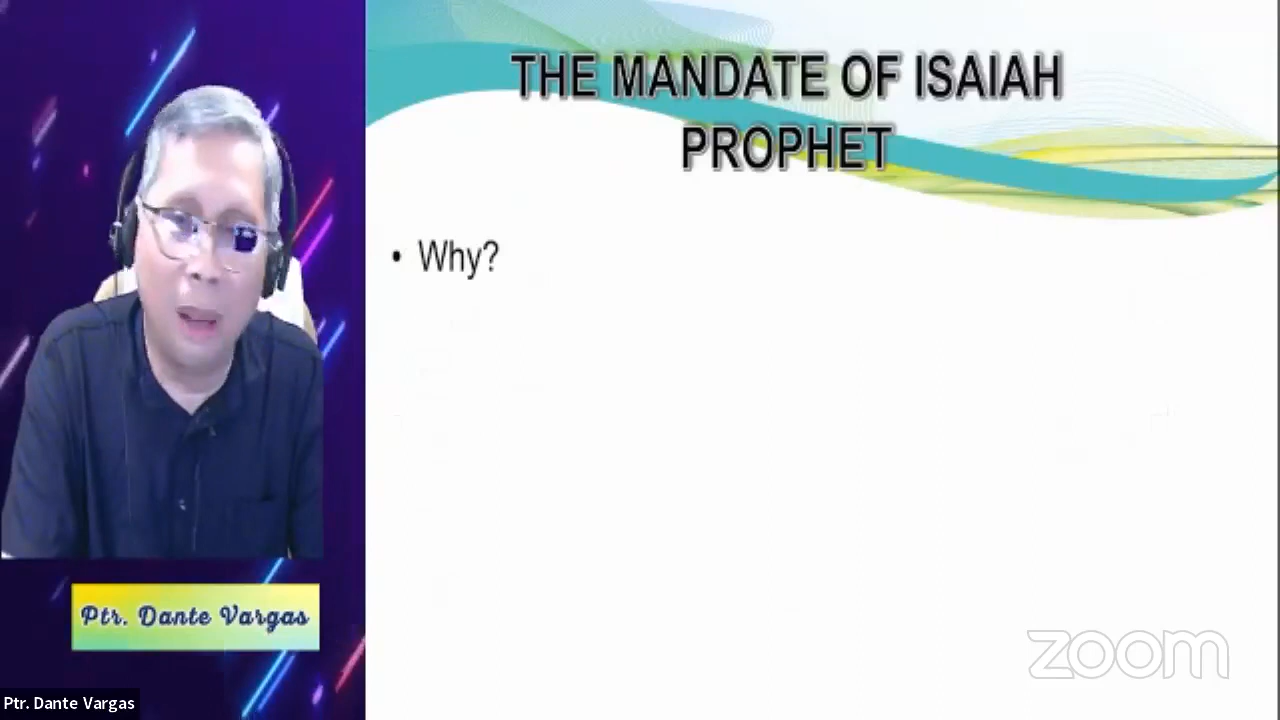 THE MANDATE OF ISAIAH
PROPHET
• Why?
Ptr. Dante Vargas
zoom
Ptr. Dante Vargas